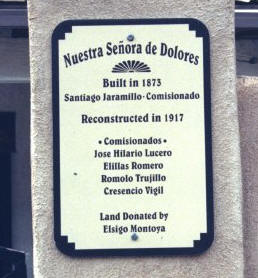 Nuestra Señora de Dolores
Built in 1873
Santiago Jaramillo · Comisionado
Reconstructed in 1917
• Comisionados •
Jose Hilario Lucero
Elillas Romero
Romolo Trujillo
Cresencio Vigil
Land Donated by
Elsigo Montoya